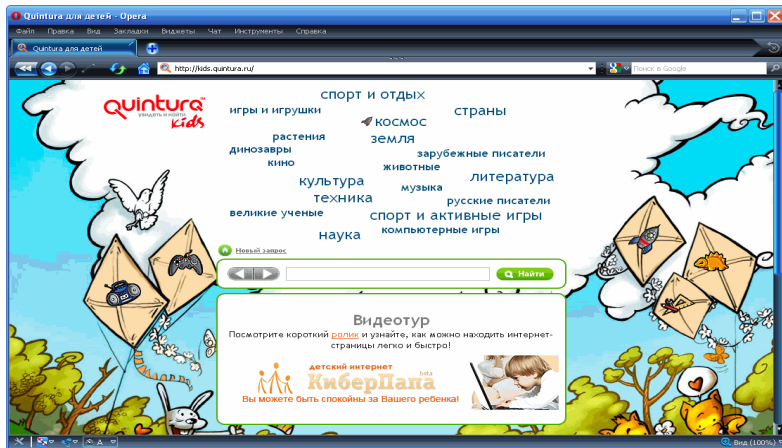 Quintura для детей - Opera
Файл Правка Вид Закладки Виджеты Чат Инструменты Справка
Quintura для детей
http://kids.quintura.ru/ Поиск в Google
Quintura
увидеть и найти
Kids
спорт и отдых
игры и игрушки страны
космос
растения земля
динозавры зарубежные писатели
кино животные
культура литература
музыка
техника русские писатели
великие ученые спорт и активные игры
наука компьютерные игры
Новый запрос
Найти
Видеотур
Посмотрите короткий ролик и узнайте, как можно находить интернет-
страницы легко и быстро!
детский интернет
КиберПапа beta
Вы можете быть спокойны за Вашего ребенка!
Вид (100%)